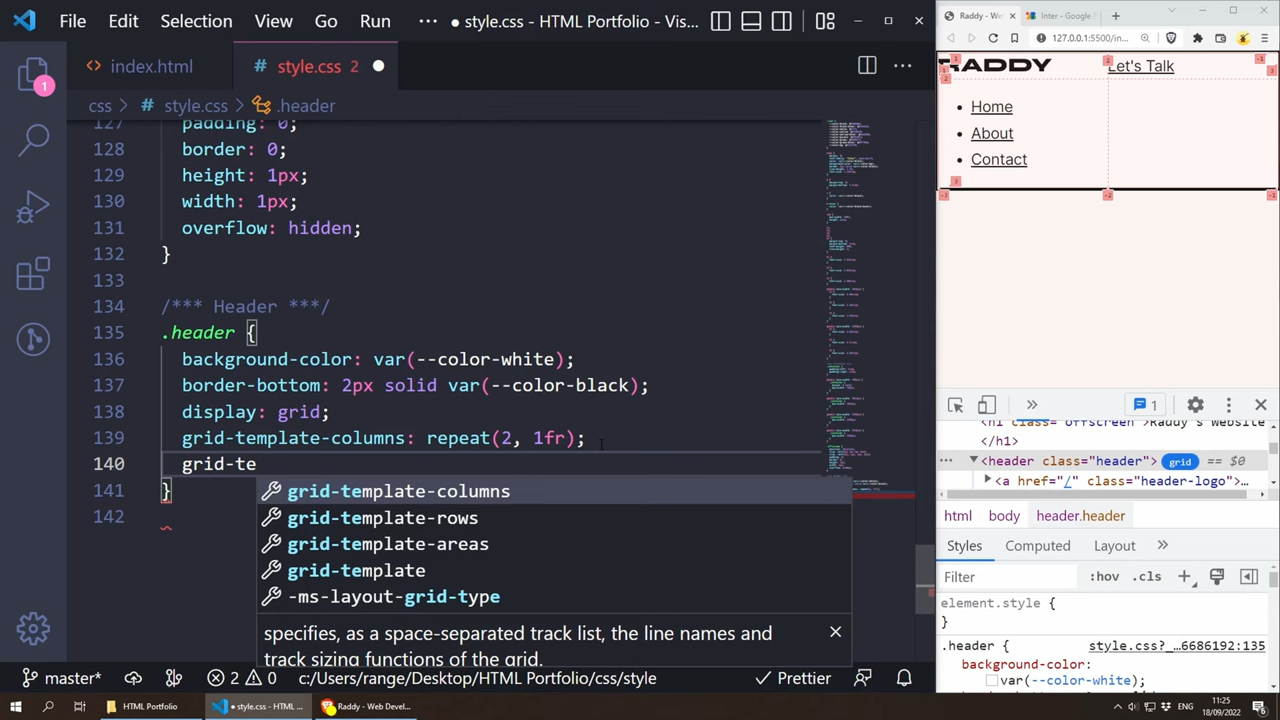 File Edit Selection View Go Run ··· ● style.css - HTML Portfolio - Vis...
index.html
style.css 2 ●
css > # style.css > .header
127 padding: 0;
128 border: 0;
129 height: 1px;
130 width: 1px;
131 overflow: hidden;
132 }
133
134 /*** Header ***/
135 .header {
136 background-color: var(--color-white);
137 border-bottom: 2px solid var(--color-black);
138 display: grid;
139 grid-template-columns: repeat(2, 1fr);
140 grid-te
141 }
142
grid-template-columns
grid-template-rows
grid-template-areas
grid-template
-ms-layout-grid-type
specifies, as a space-separated track list, the line names and
track sizing functions of the grid.
master* 2 0 C:/Users/George/Desktop/HTML Portfolio/css/style Prettier
1
Raddy - We
Inter - Google
127.0.0.1:5500/in...
RADDY Let's Talk
• Home
• About
• Contact
1
</h1>
<header class="header"> grid == $0
<a href="/" class="header-logo">…
html body header.header
Styles Computed Layout
Filter :hov .cls
element.style {
}
.header { style.css?_…6686192:135
background-color:
var(--color-white);
HTML Portfolio
● style.css - HTML ...
Raddy - Web Devel...
ENG
11:25
18/09/2022
6